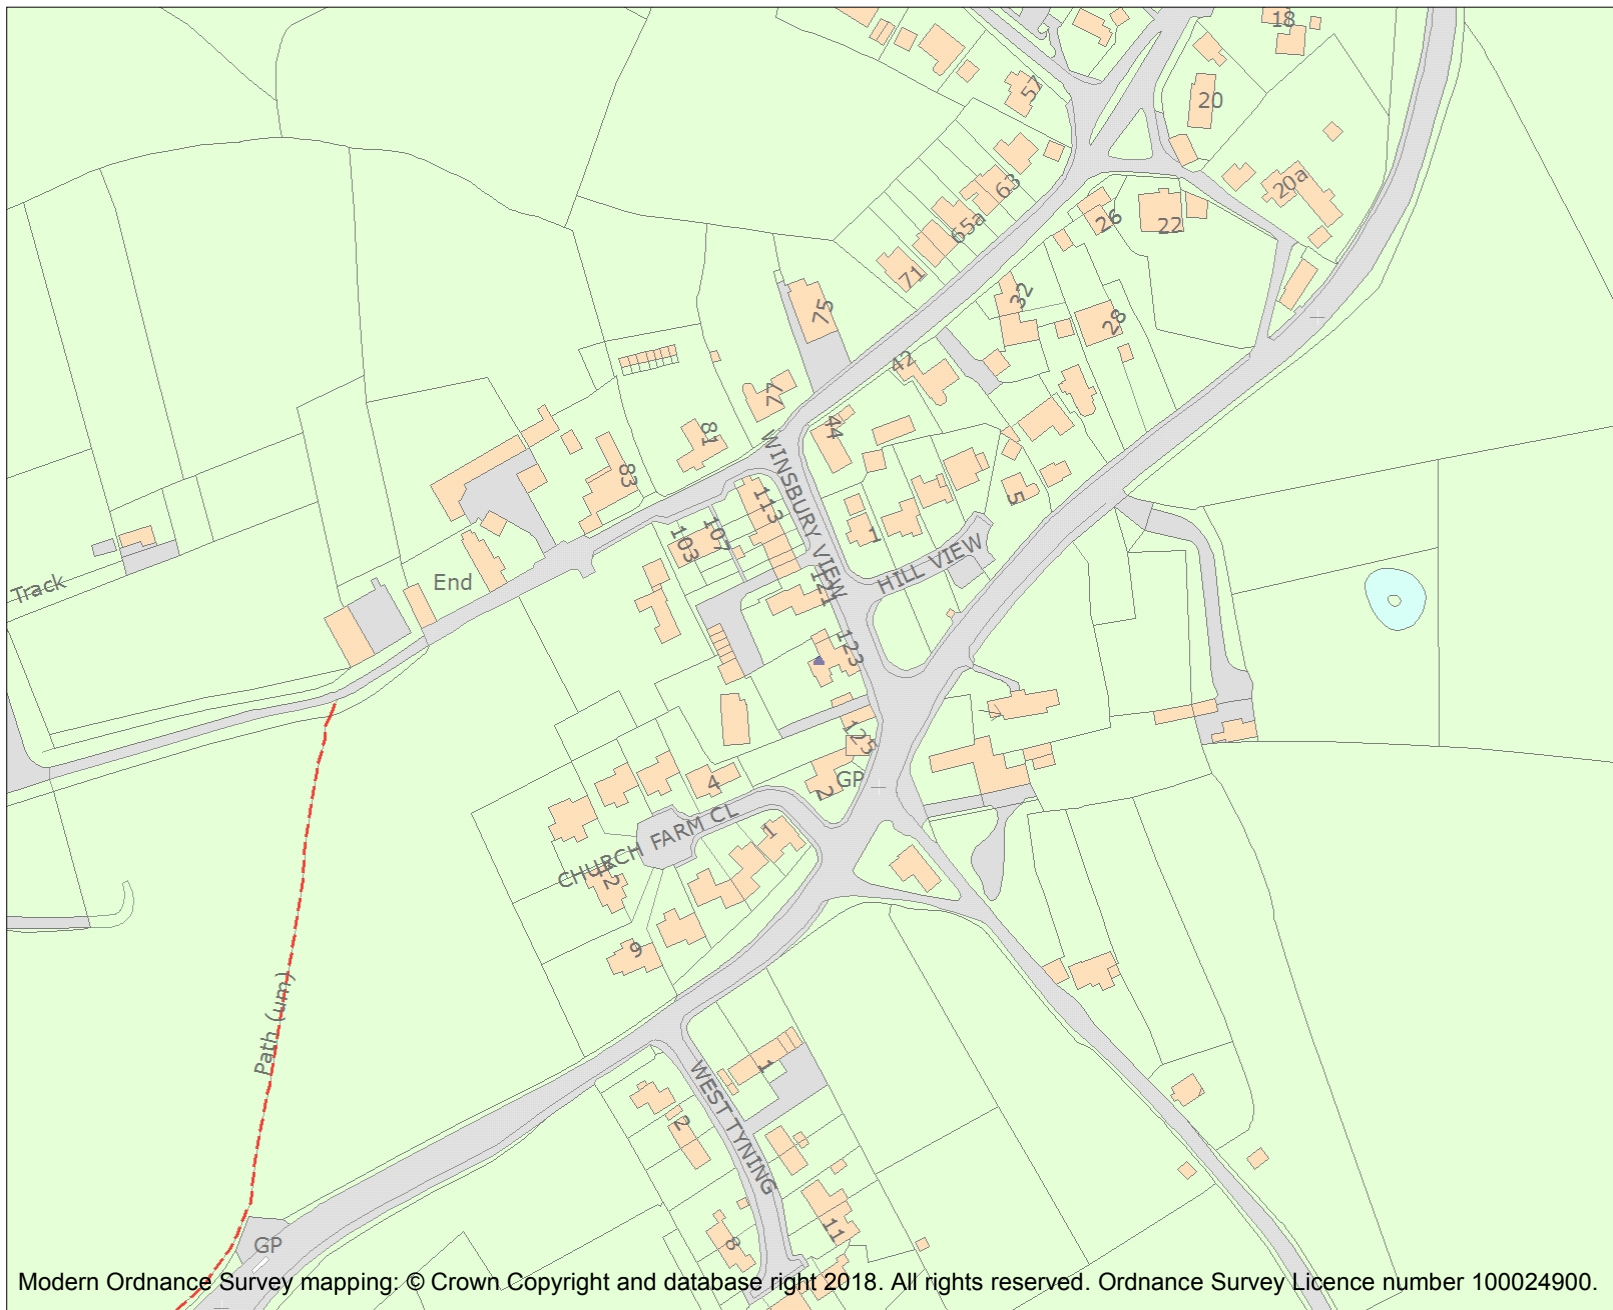 18
57
20
63
20a
65a
26
22
71
32
75
28
42
77
44
81
WINSBURY VIEW
83
113
5
107
103
1
HILL VIEW
Track
End
121
123
125
GP
4
2
1
CHURCH FARM CL
12
9
Path (um)
1
WEST TYNING
2
11
8
GP
Modern Ordnance Survey mapping: © Crown Copyright and database right 2018. All rights reserved. Ordnance Survey Licence number 100024900.